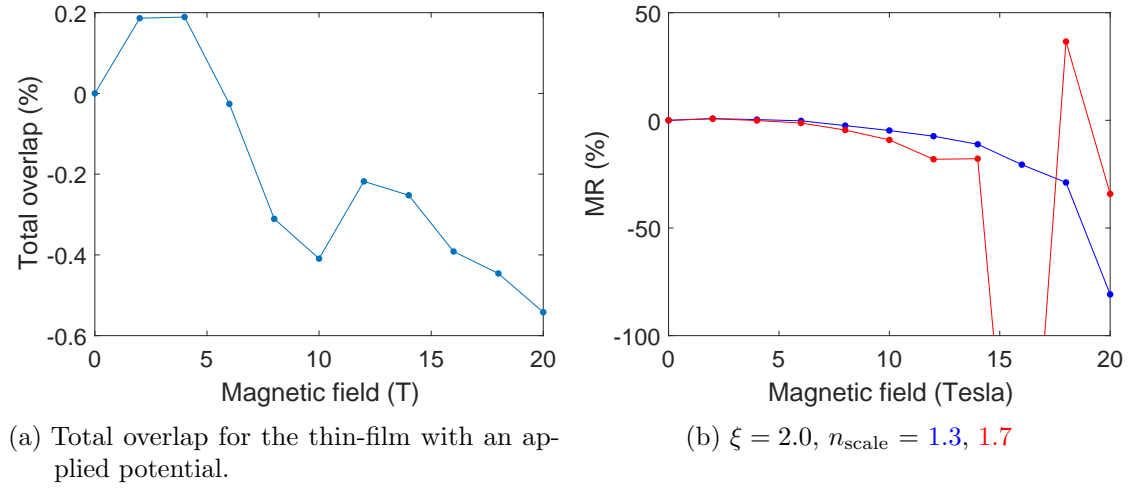 0.2
0
-0.2
-0.4
-0.6
Total overlap (%)
0 5 10 15 20
Magnetic field (T)
(a) Total overlap for the thin-film with an ap-
plied potential.
50
0
-50
-100
MR (%)
0 5 10 15 20
Magnetic field (Tesla)
(b) ξ = 2.0, n_scale = 1.3, 1.7